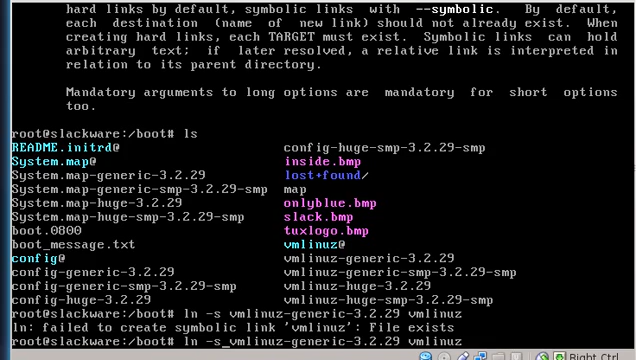 hard links by default, symbolic links with --symbolic. By default,
each destination (name of new link) should not already exist. When
creating hard links, each TARGET must exist. Symbolic links can hold
arbitrary text; if later resolved, a relative link is interpreted in
relation to its parent directory.
Mandatory arguments to long options are mandatory for short options
too.
root@slackware:/boot# ls
README.initrd@ config-huge-smp-3.2.29-smp
System.map@ inside.bmp
System.map-generic-3.2.29 lost+found/
System.map-generic-smp-3.2.29-smp map
System.map-huge-3.2.29 onlyblue.bmp
System.map-huge-smp-3.2.29-smp slack.bmp
boot.0800 tuxlogo.bmp
boot_message.txt vmlinuz@
config@ vmlinuz-generic-3.2.29
config-generic-3.2.29 vmlinuz-generic-smp-3.2.29-smp
config-generic-smp-3.2.29-smp vmlinuz-huge-3.2.29
config-huge-3.2.29 vmlinuz-huge-smp-3.2.29-smp
root@slackware:/boot# ln -s vmlinuz-generic-3.2.29 vmlinuz
ln: failed to create symbolic link 'vmlinuz': File exists
root@slackware:/boot# ln -s_vmlinuz-generic-3.2.29 vmlinuz
Right Ctrl